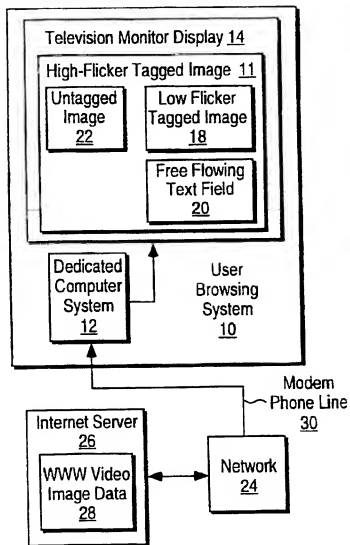 Television Monitor Display 14
High-Flicker Tagged Image 11
Untagged
Image
22
Low Flicker
Tagged Image
18
Free Flowing
Text Field
20
Dedicated
Computer
System
12
User
Browsing
System
10
Modem
Phone Line
30
Internet Server
26
WWW Video
Image Data
28
Network
24